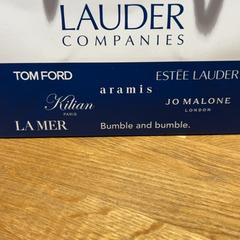 LAUDER
COMPANIES
TOM FORD
ESTĒE LAUDER
aramis
Kilian
PARIS
JO MALONE
LONDON
LA MER
Bumble and bumble.